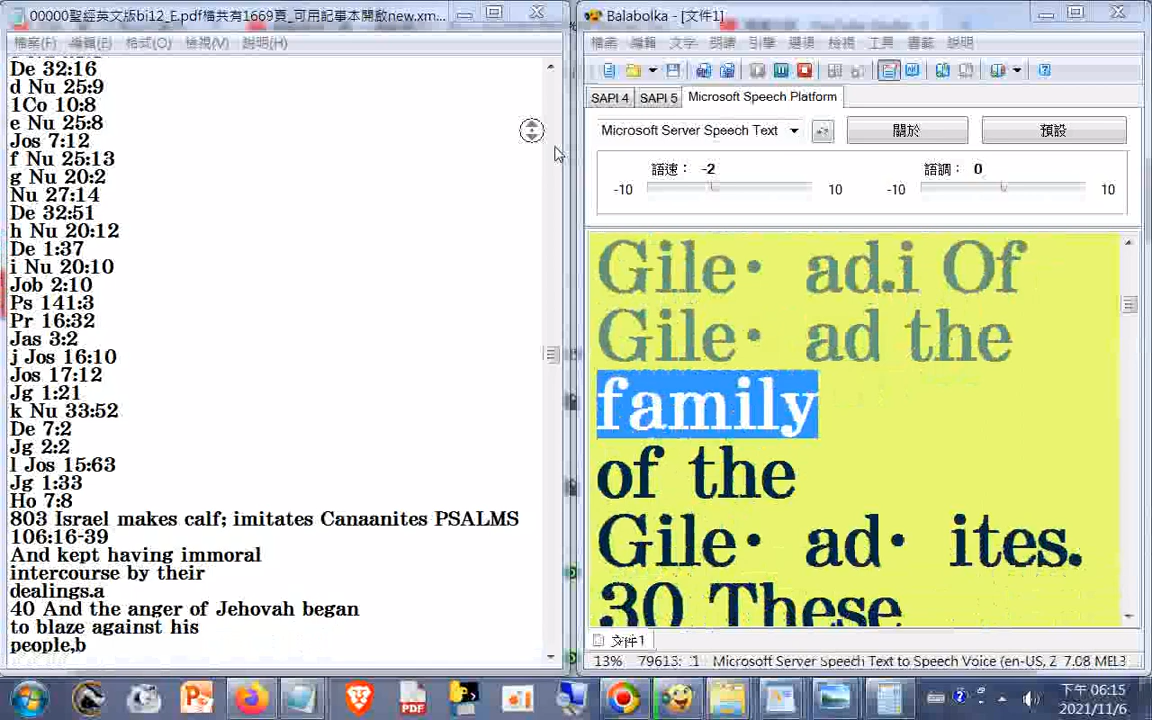 00000聖經英文版bi12_E.pdf檔共有1669頁_可用記事本開啟new.xm...
檔案(F) 編輯(E) 格式(O) 檢視(V) 說明(H)
De 32:16
d Nu 25:9
1Co 10:8
e Nu 25:8
Jos 7:12
f Nu 25:13
g Nu 20:2
Nu 27:14
De 32:51
h Nu 20:12
De 1:37
i Nu 20:10
Job 2:10
Ps 141:3
Pr 16:32
Jas 3:2
j Jos 16:10
Jos 17:12
Jg 1:21
k Nu 33:52
De 7:2
Jg 2:2
l Jos 15:63
Jg 1:33
Ho 7:8
803 Israel makes calf; imitates Canaanites PSALMS
106:16-39
And kept having immoral
intercourse by their
dealings.a
40 And the anger of Jehovah began
to blaze against his
people,b
Balabolka - [文件1]
檔案 編輯 文字 朗讀 引擎 選項 檢視 工具 書籤 說明
SAPI 4 SAPI 5 Microsoft Speech Platform
Microsoft Server Speech Text 關於 預設
語速： -2 語調： 0
-10 10 -10 10
Gile· ad.i Of
Gile· ad the
family
of the
Gile· ad· ites.
30 These
文件1
13% 79613: :1 Microsoft Server Speech Text to Speech Voice (en-US, 2 7.08 MEL3
PDF
下午 06:15
2021/11/6